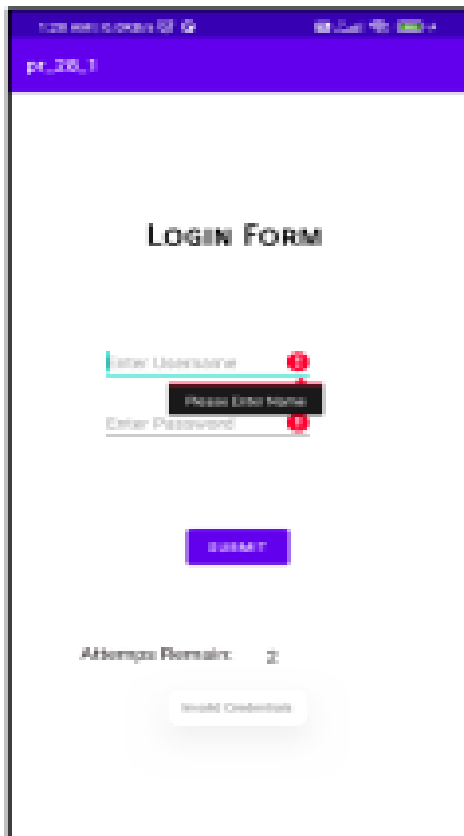 pr_28_1
LOGIN FORM
Enter Username
Please Enter Name
Enter Password
SUBMIT
Attempts Remain: 2
Invalid Credentials